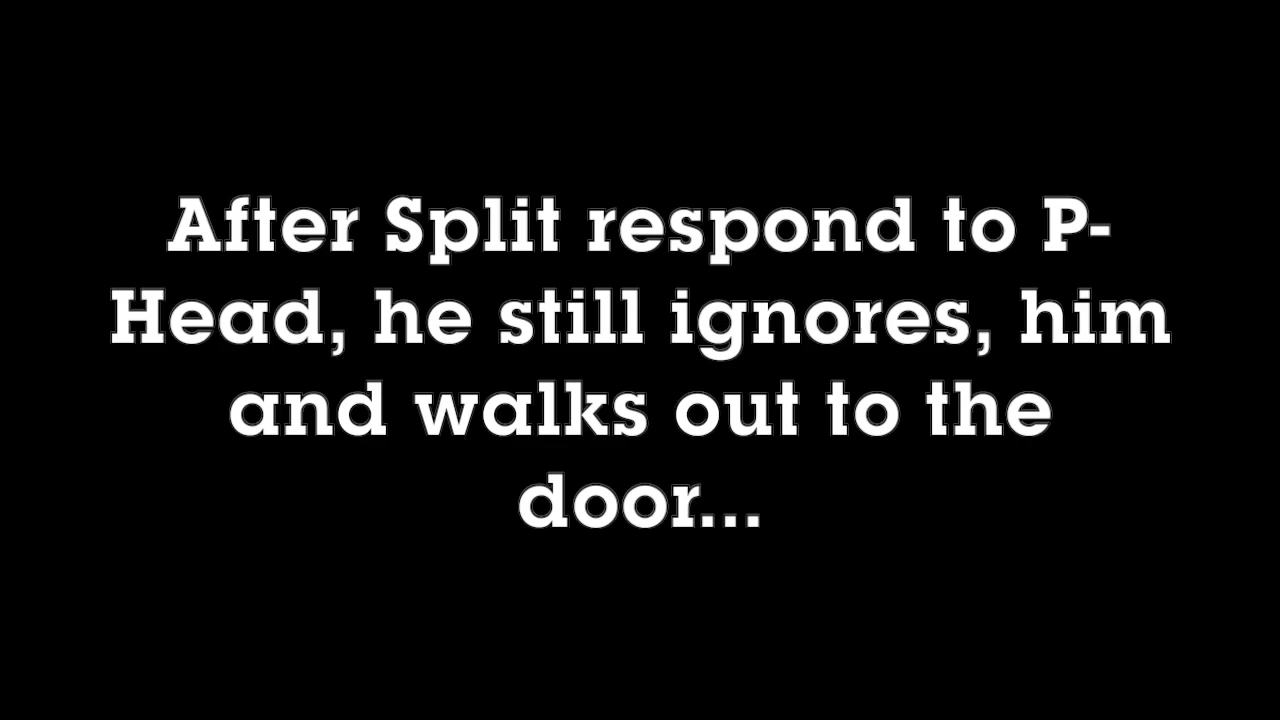 After Split respond to P-
Head, he still ignores, him
and walks out to the
door...